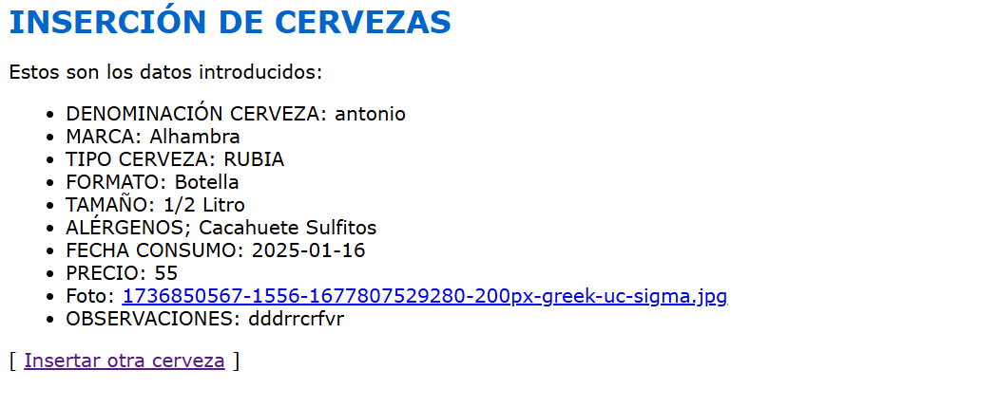 INSERCIÓN DE CERVEZAS
Estos son los datos introducidos:
• DENOMINACIÓN CERVEZA: antonio
• MARCA: Alhambra
• TIPO CERVEZA: RUBIA
• FORMATO: Botella
• TAMAÑO: 1/2 Litro
• ALÉRGENOS; Cacahuete Sulfitos
• FECHA CONSUMO: 2025-01-16
• PRECIO: 55
• Foto: 1736850567-1556-1677807529280-200px-greek-uc-sigma.jpg
• OBSERVACIONES: dddrrcrfvr
[ Insertar otra cerveza ]